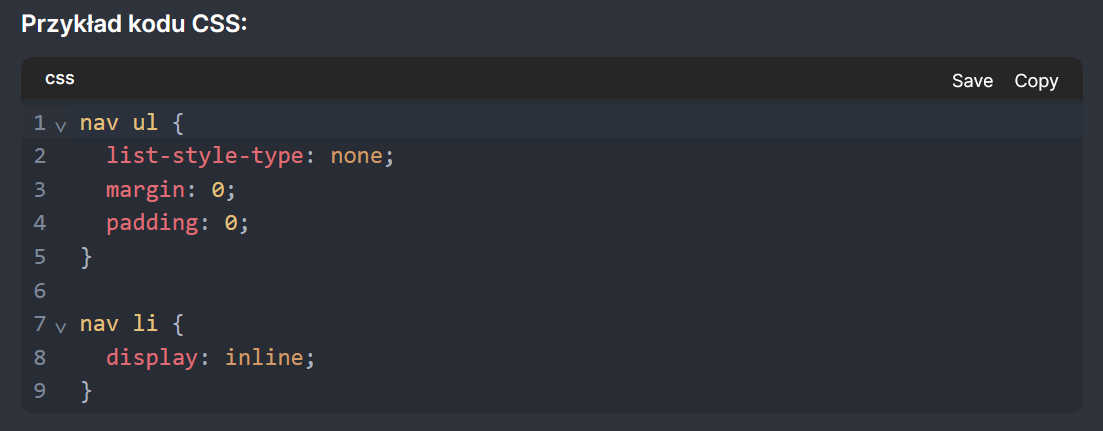 Przykład kodu CSS:
css
Save Copy
1 nav ul {
2   list-style-type: none;
3   margin: 0;
4   padding: 0;
5 }
6
7 nav li {
8   display: inline;
9 }